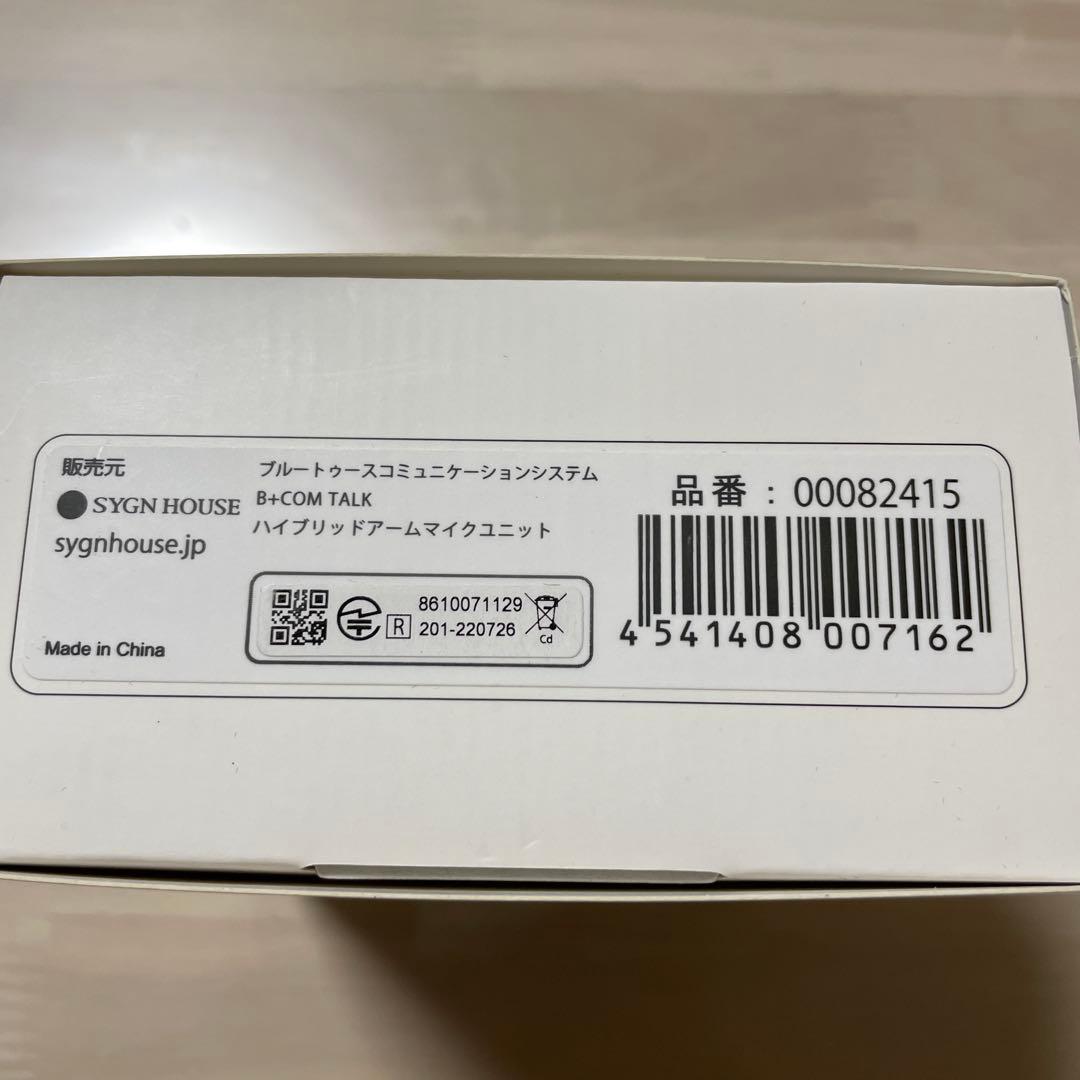 販売元
SYGN HOUSE
sygnhouse.jp
Made in China
ブルートゥースコミュニケーションシステム
B+COM TALK
ハイブリッドアームマイクユニット
R
8610071129
201-220726
Cd
品番：00082415
4 541408 007162